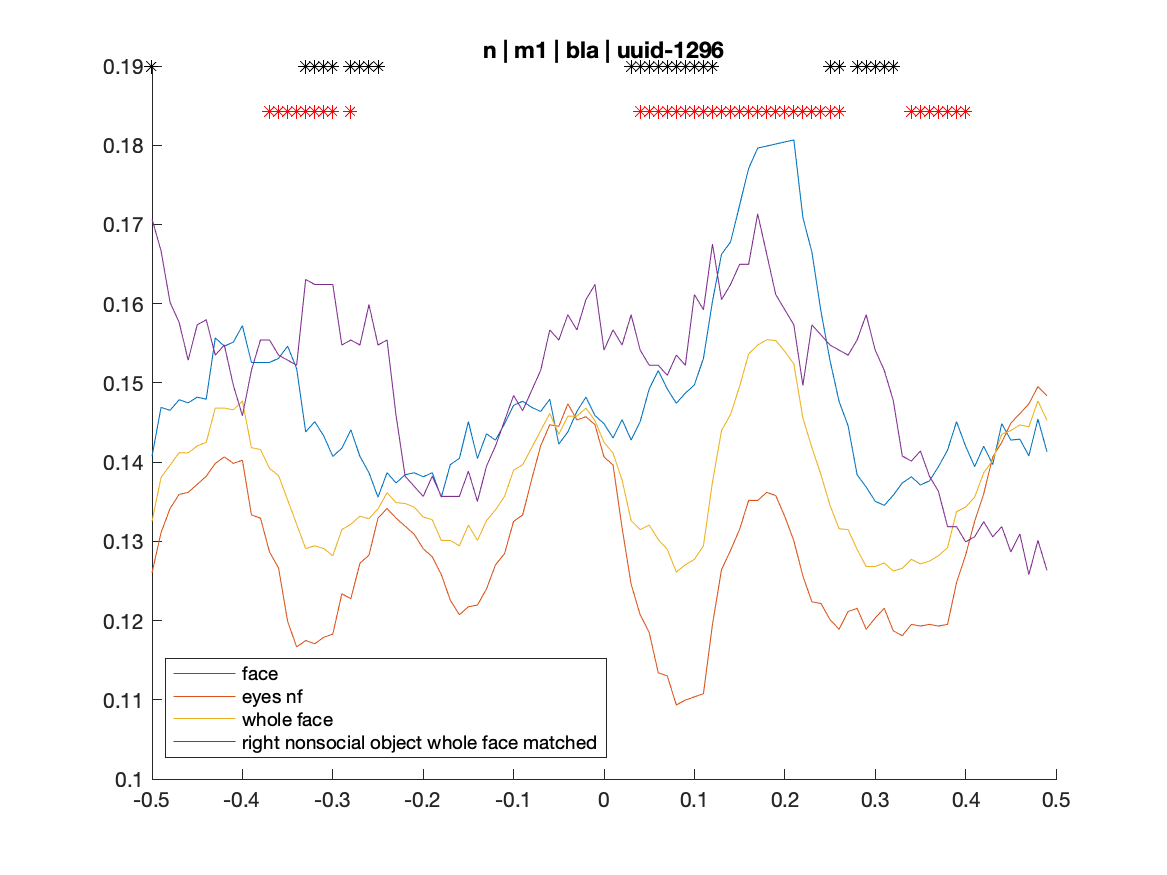 n | m1 | bla | uuid-1296
0.19
0.18
0.17
0.16
0.15
0.14
0.13
0.12
0.11
0.1
face
eyes nf
whole face
right nonsocial object whole face matched
-0.5 -0.4 -0.3 -0.2 -0.1 0 0.1 0.2 0.3 0.4 0.5